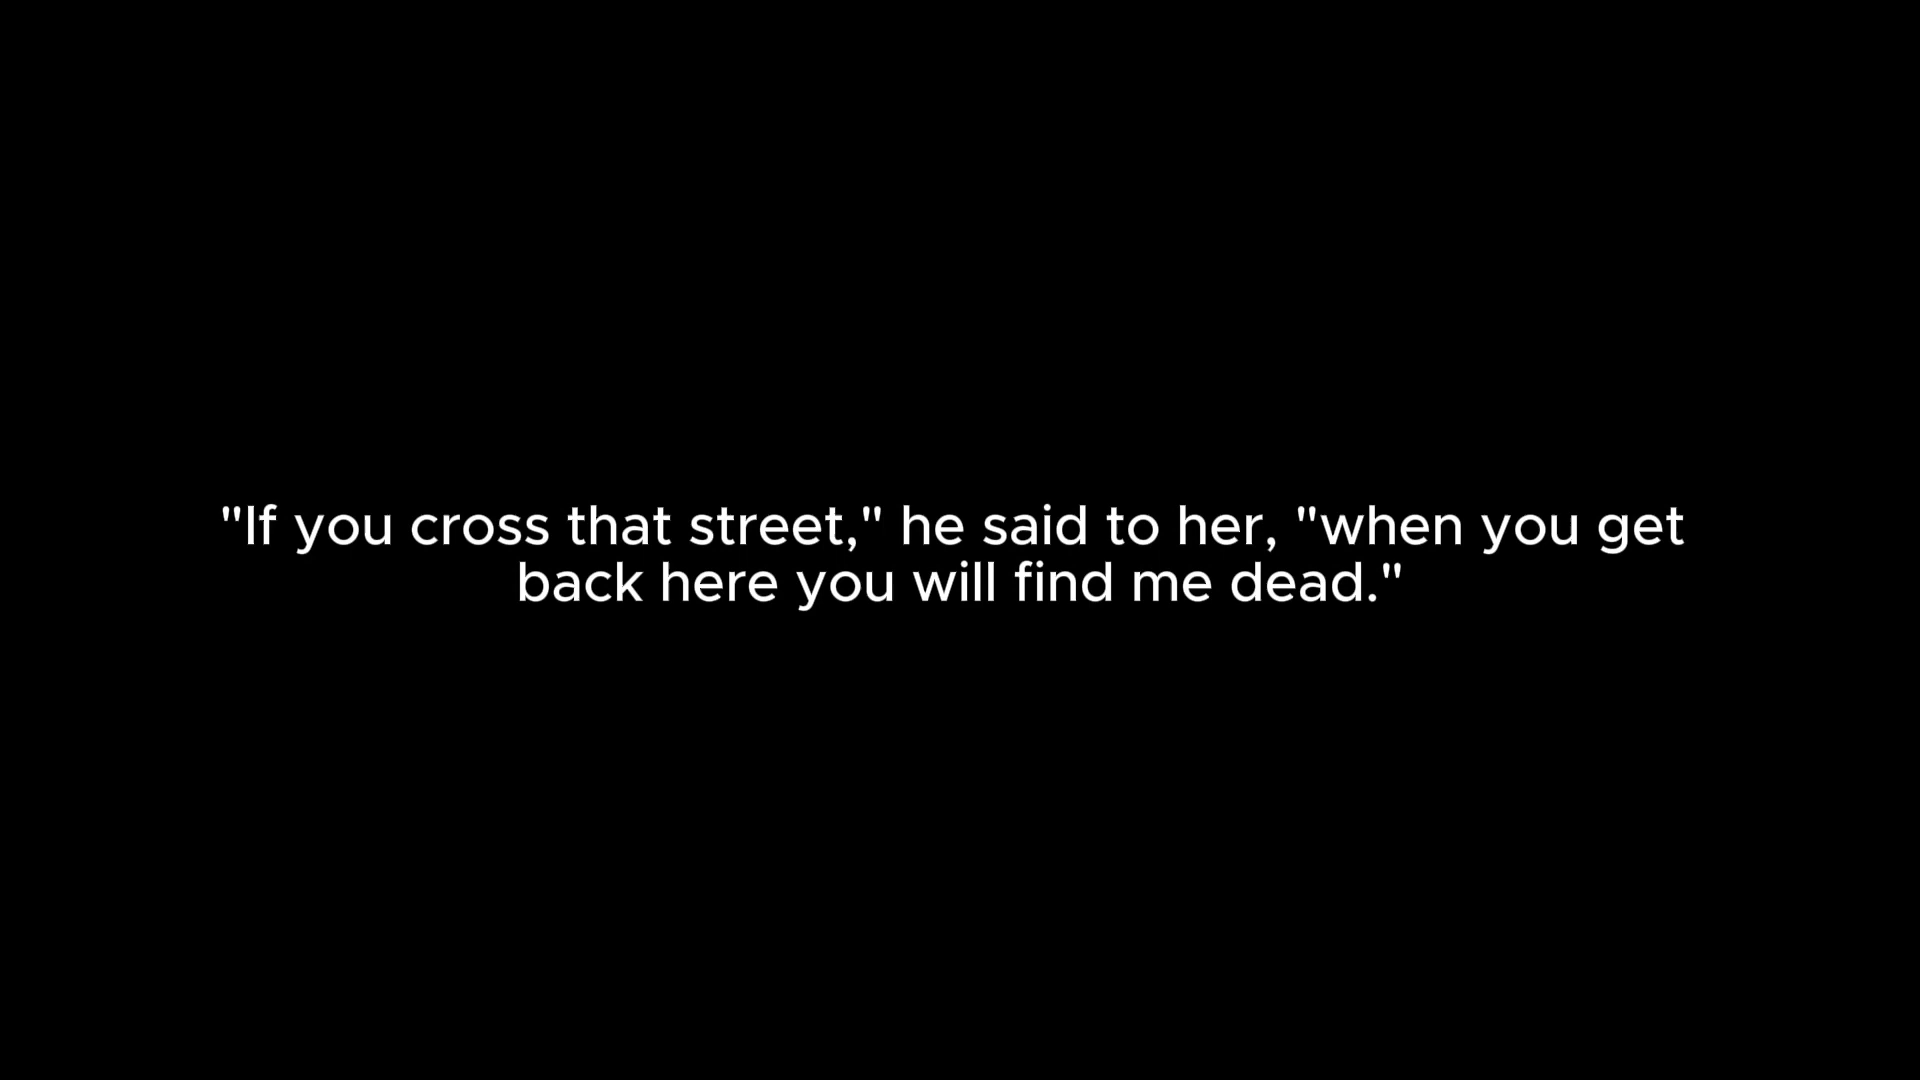 "If you cross that street," he said to her, "when you get
back here you will find me dead."